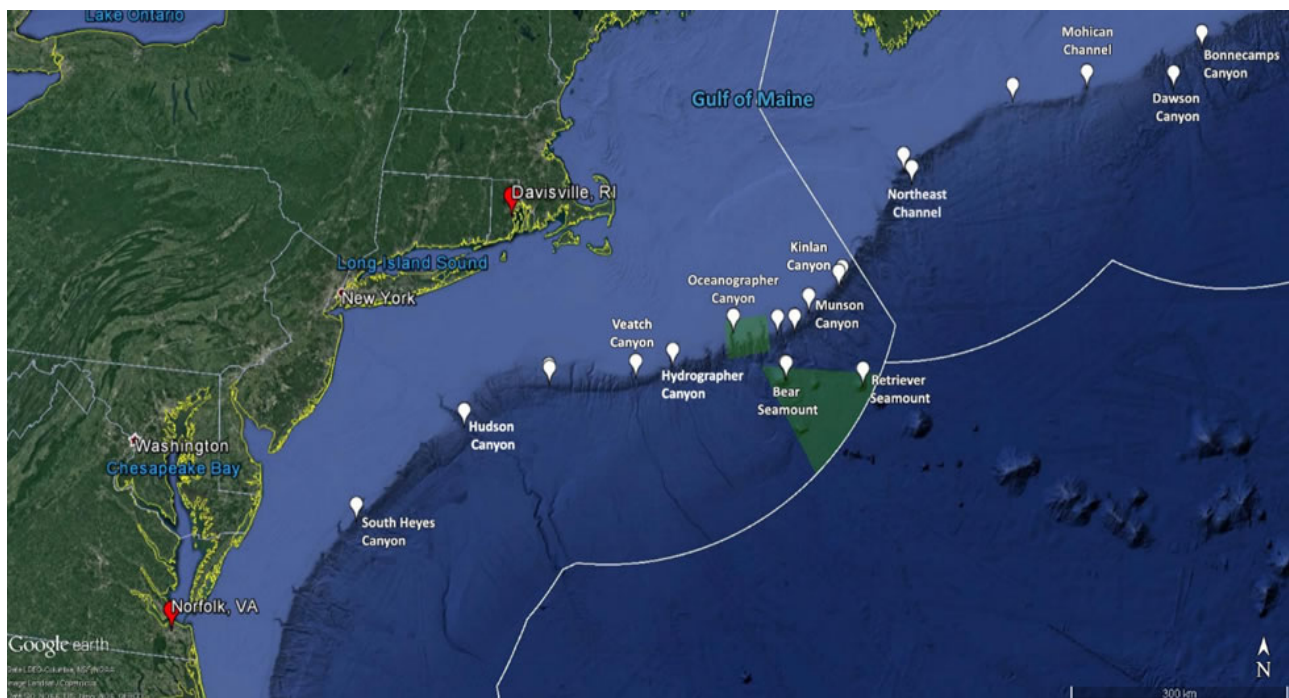 Lake Ontario
Mohican
Channel
Bonnecamps
Canyon
Gulf of Maine
Dawson
Canyon
Davisville, RI
Northeast
Channel
Kinlan
Canyon
Long Island Sound
Oceanographer
Canyon
New York
Munson
Canyon
Veatch
Canyon
Hydrographer
Canyon
Bear
Seamount
Retriever
Seamount
Hudson
Canyon
Washington
Chesapeake Bay
South Heyes
Canyon
Norfolk, VA
Google earth
N
300 km